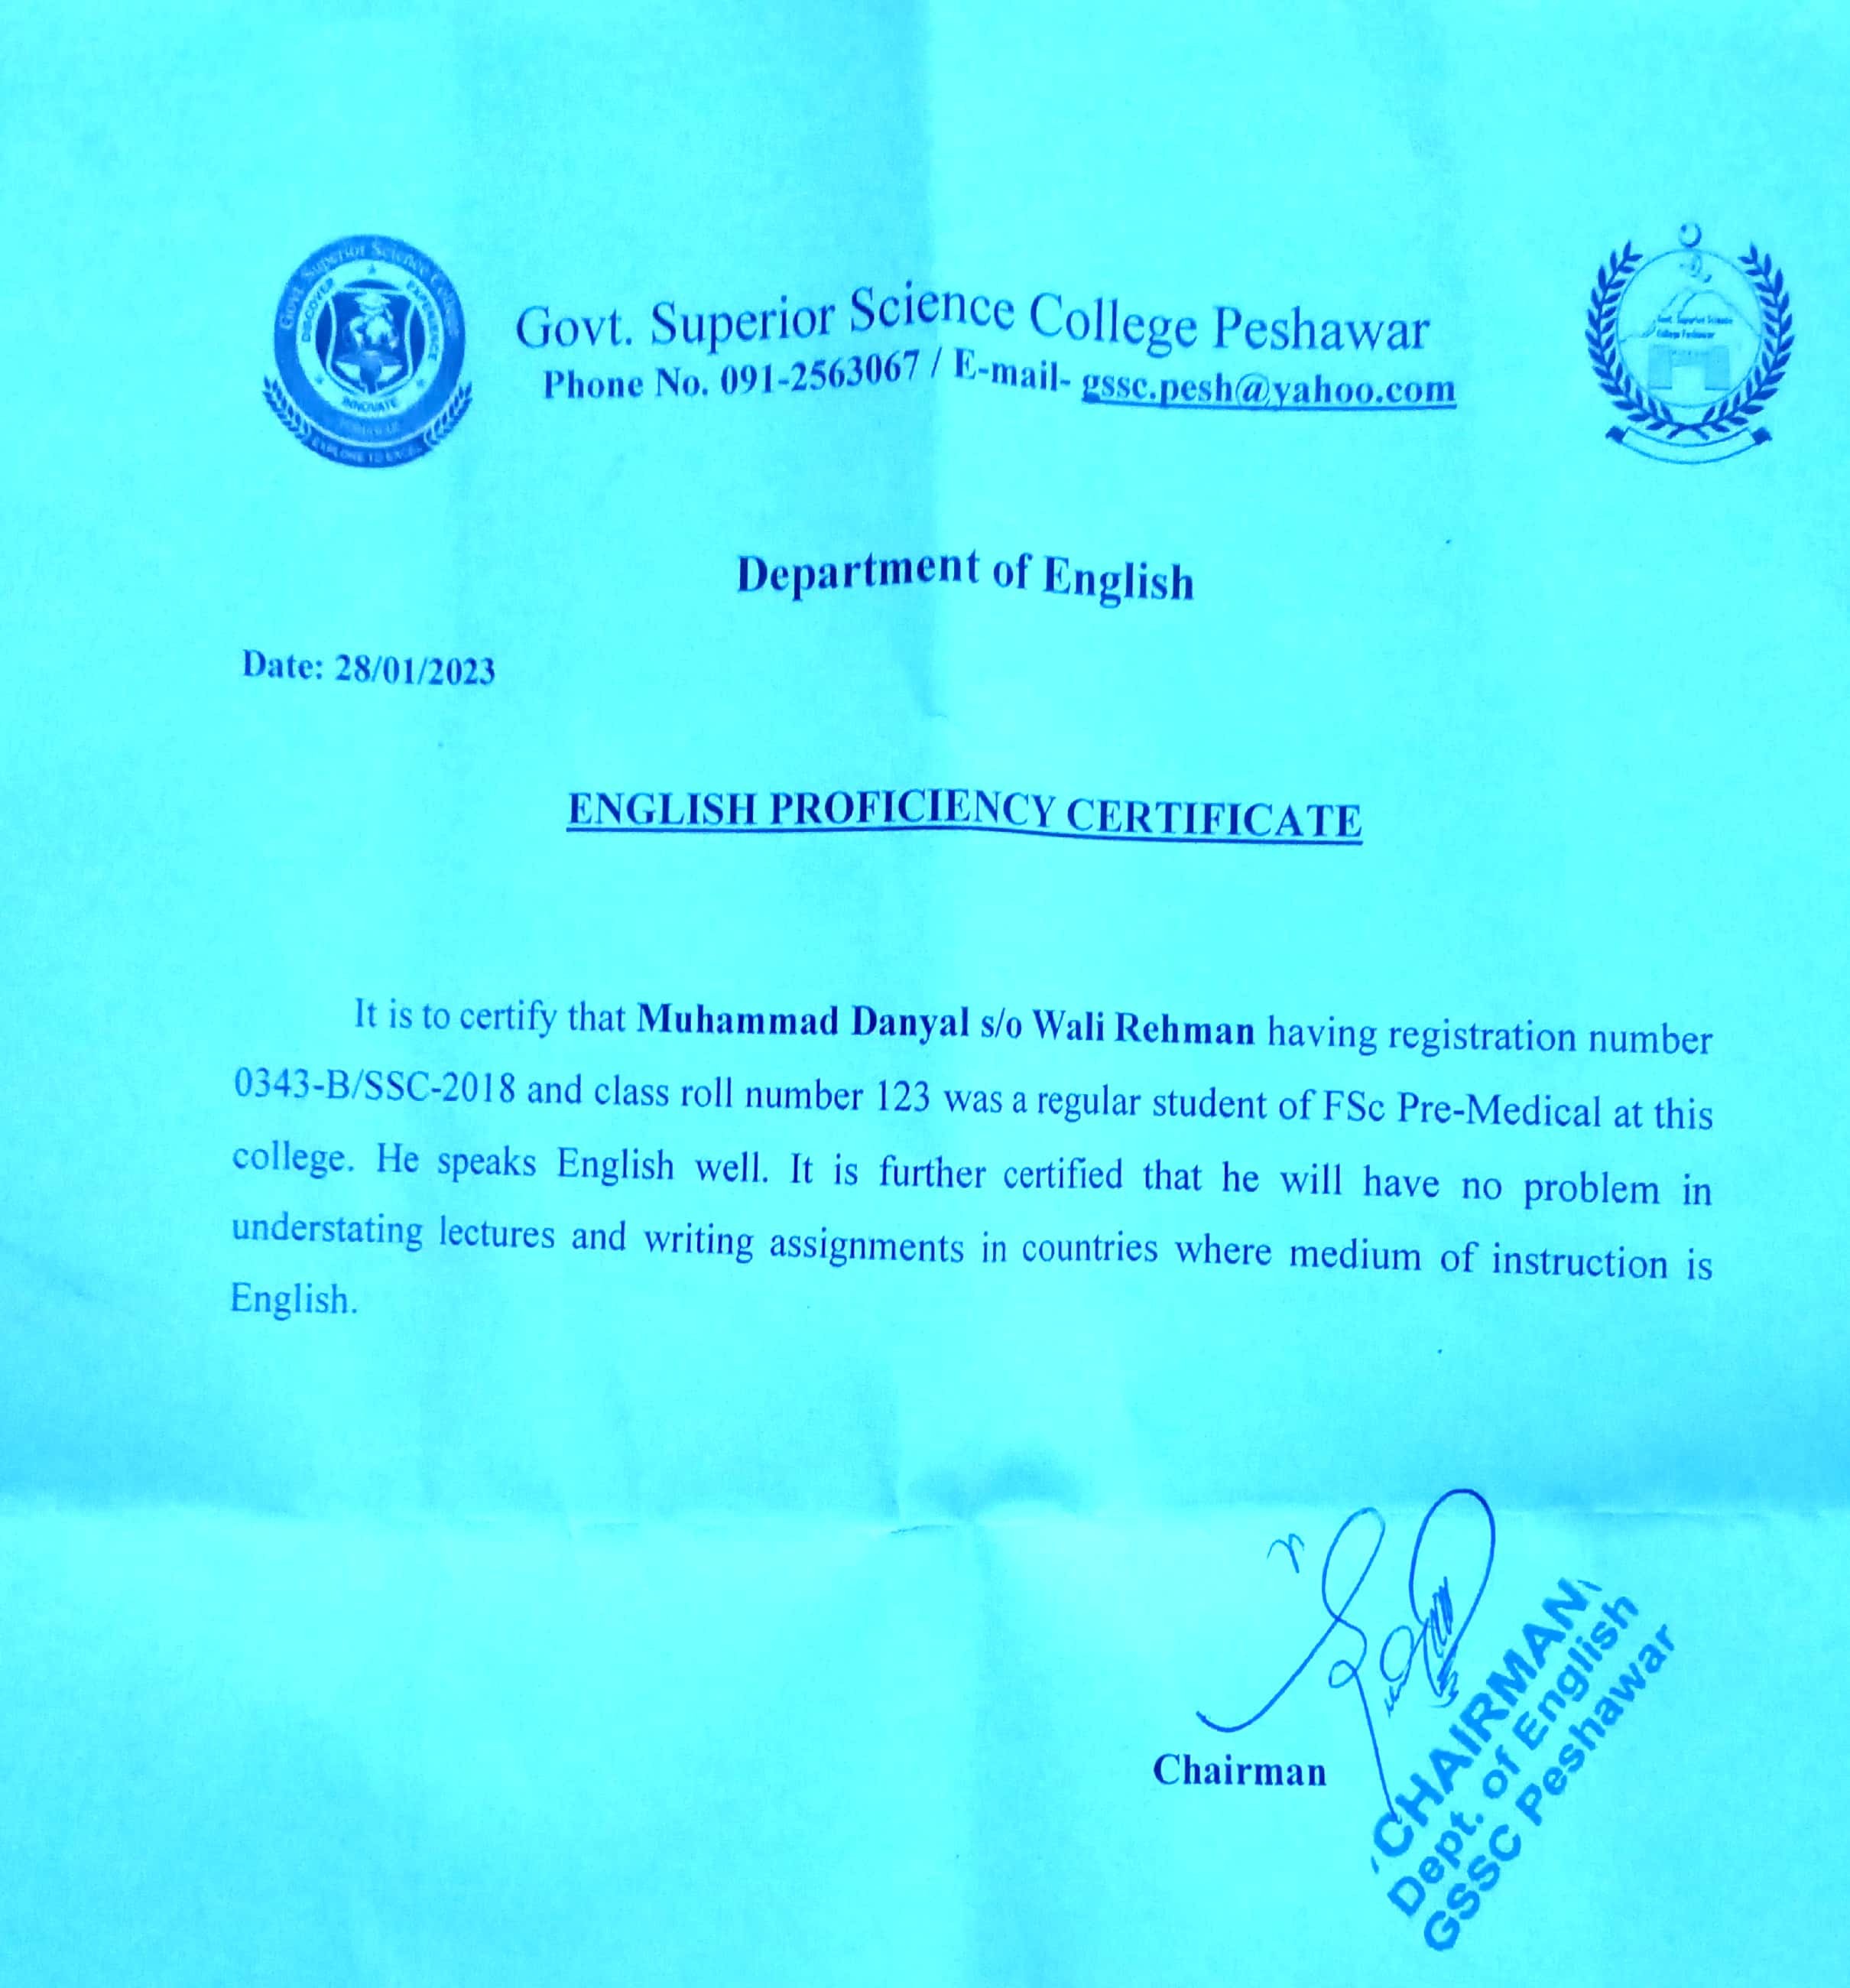 Govt. Superior Science College
DISCOVER
EXPERIENCE
INNOVATE
PESHAWAR
EXPLORE TO EXCEL
Govt. Superior Science College Peshawar
Phone No. 091-2563067 / E-mail- gssc.pesh@yahoo.com
Govt. Superior Science
College Peshawar
Department of English
Date: 28/01/2023
ENGLISH PROFICIENCY CERTIFICATE
It is to certify that Muhammad Danyal s/o Wali Rehman having registration number
0343-B/SSC-2018 and class roll number 123 was a regular student of FSc Pre-Medical at this
college. He speaks English well. It is further certified that he will have no problem in
understating lectures and writing assignments in countries where medium of instruction is
English.
Chairman
CHAIRMAN
Dept. of English
GSSC Peshawar